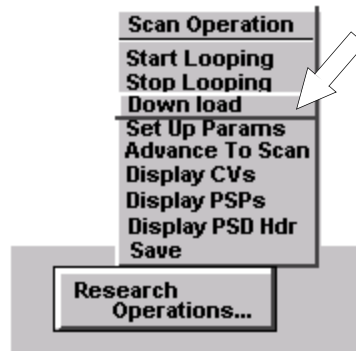 Scan Operation
Start Looping
Stop Looping
Down load
Set Up Params
Advance To Scan
Display CVs
Display PSPs
Display PSD Hdr
Save
Research
Operations...